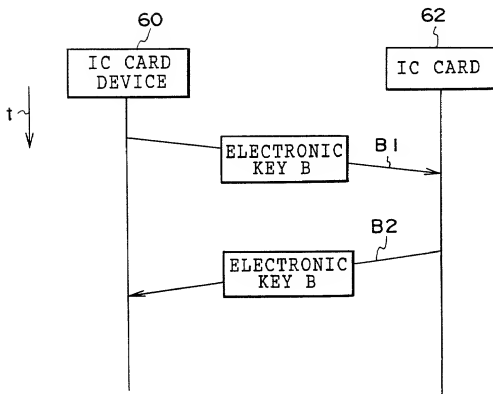 60
IC CARD
DEVICE
62
IC CARD
t
ELECTRONIC
KEY B
B1
B2
ELECTRONIC
KEY B